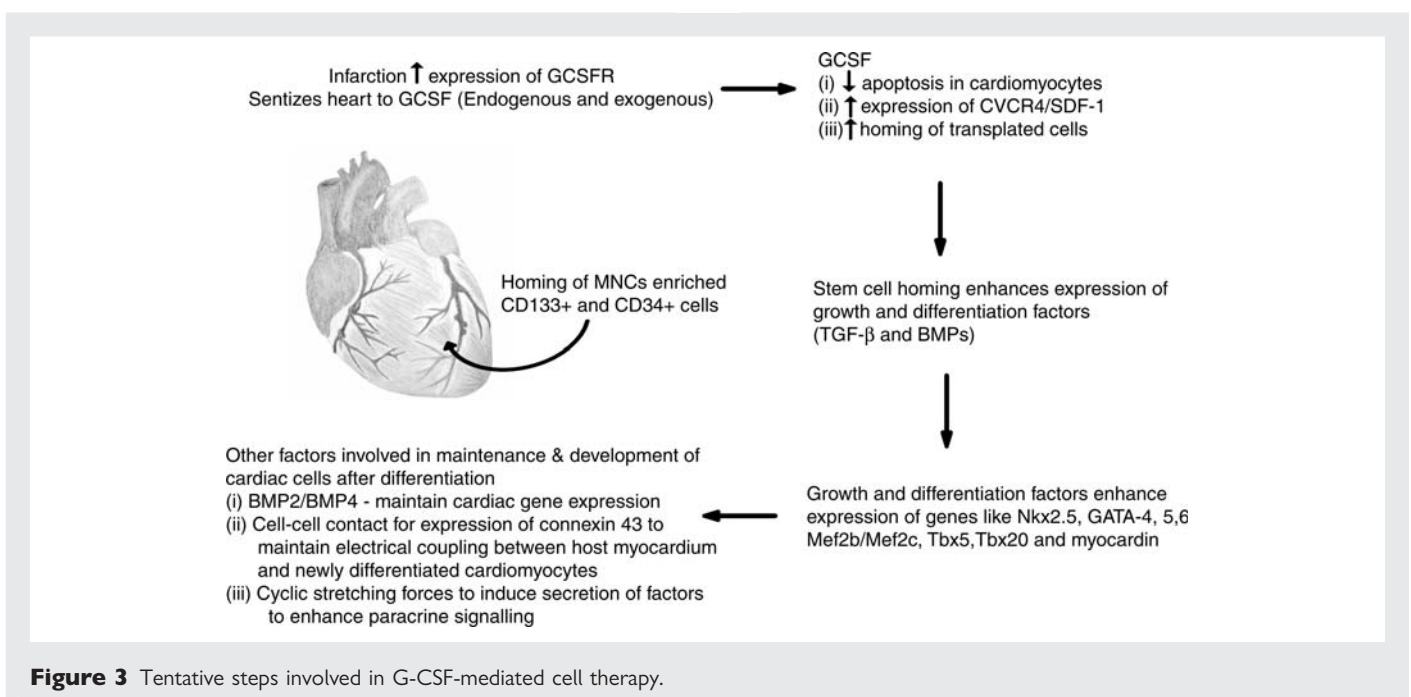 Infarction ↑ expression of GCSFR
Sentizes heart to GCSF (Endogenous and exogenous)
GCSF
(i) ↓ apoptosis in cardiomyocytes
(ii) ↑ expression of CVCR4/SDF-1
(iii) ↑ homing of transplated cells
Homing of MNCs enriched
CD133+ and CD34+ cells
Stem cell homing enhances expression of
growth and differentiation factors
(TGF-β and BMPs)
Growth and differentiation factors enhance
expression of genes like Nkx2.5, GATA-4, 5,6
Mef2b/Mef2c, Tbx5,Tbx20 and myocardin
Other factors involved in maintenance & development of
cardiac cells after differentiation
(i) BMP2/BMP4 - maintain cardiac gene expression
(ii) Cell-cell contact for expression of connexin 43 to
maintain electrical coupling between host myocardium
and newly differentiated cardiomyocytes
(iii) Cyclic stretching forces to induce secretion of factors
to enhance paracrine signalling
Figure 3 Tentative steps involved in G-CSF-mediated cell therapy.